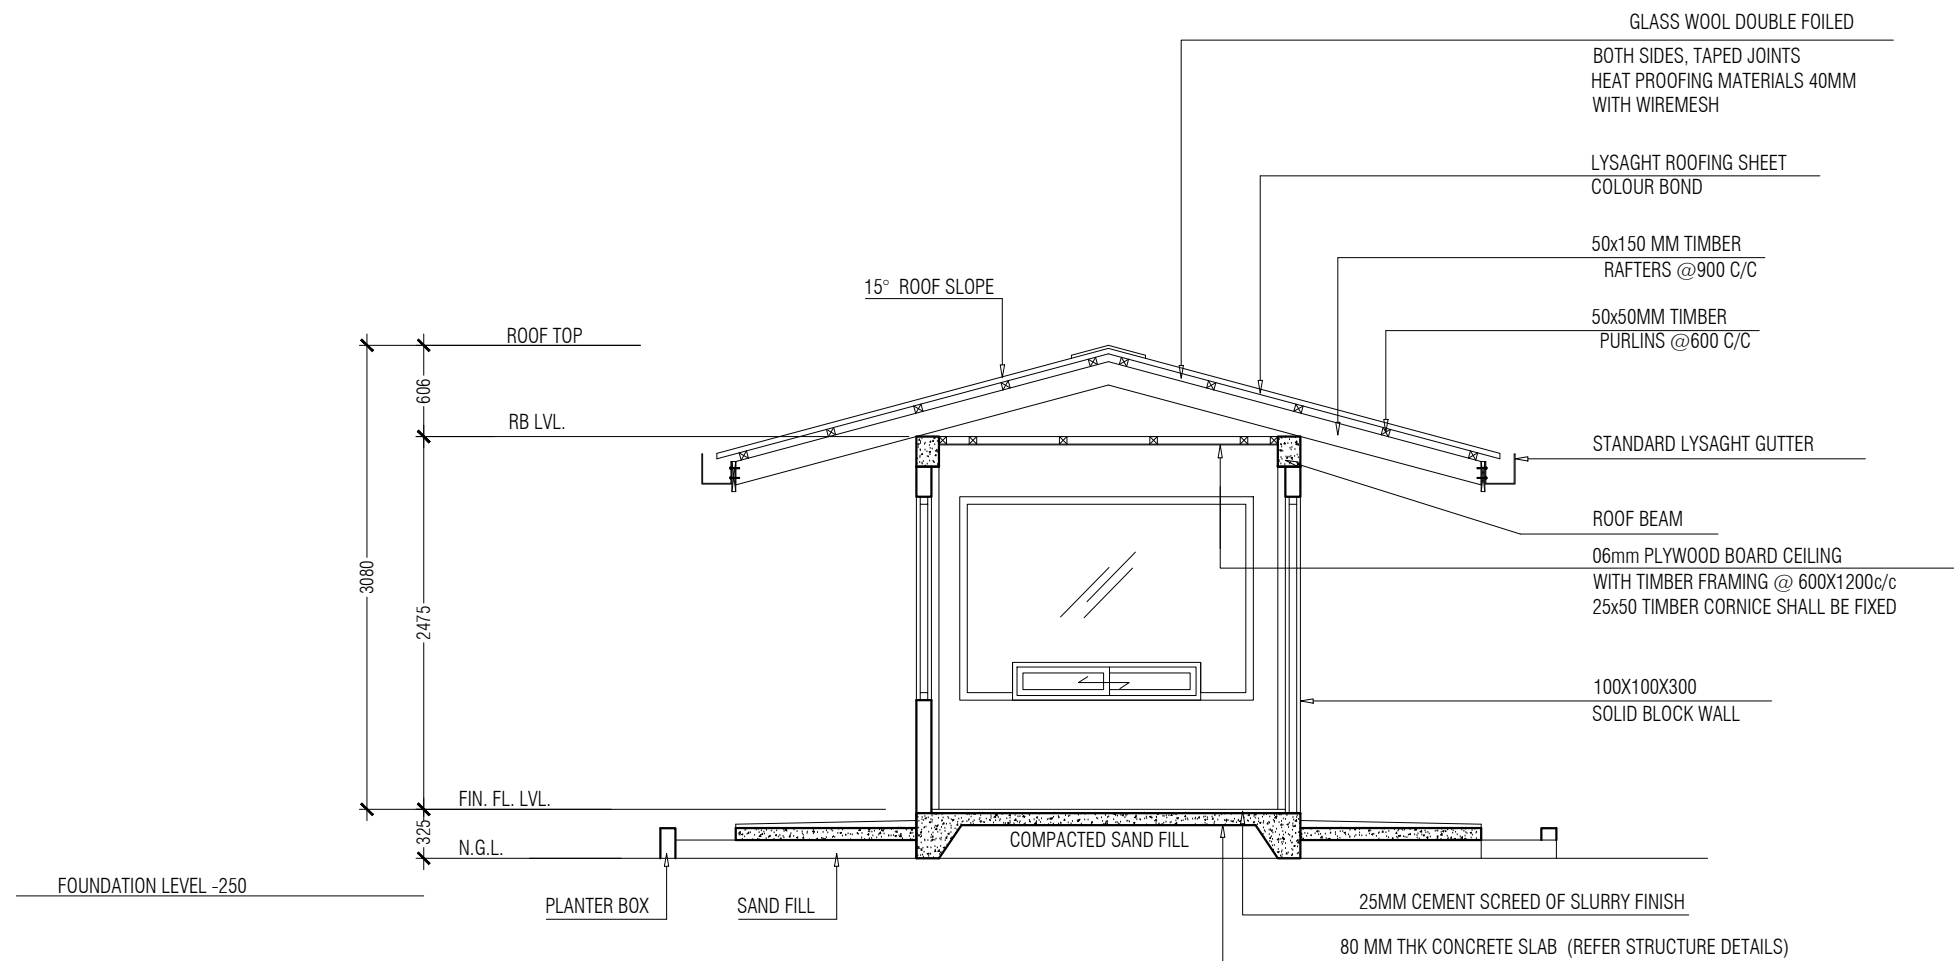 GLASS WOOL DOUBLE FOILED
BOTH SIDES, TAPED JOINTS
HEAT PROOFING MATERIALS 40MM
WITH WIREMESH
LYSAGHT ROOFING SHEET
COLOUR BOND
50x150 MM TIMBER
RAFTERS @900 C/C
15° ROOF SLOPE
50x50MM TIMBER
PURLINS @600 C/C
ROOF TOP
606
RB LVL.
STANDARD LYSAGHT GUTTER
ROOF BEAM
06mm PLYWOOD BOARD CEILING
WITH TIMBER FRAMING @ 600X1200c/c
25x50 TIMBER CORNICE SHALL BE FIXED
3080
2475
100X100X300
SOLID BLOCK WALL
FIN. FL. LVL.
325
N.G.L.
COMPACTED SAND FILL
FOUNDATION LEVEL -250
PLANTER BOX
SAND FILL
25MM CEMENT SCREED OF SLURRY FINISH
80 MM THK CONCRETE SLAB (REFER STRUCTURE DETAILS)